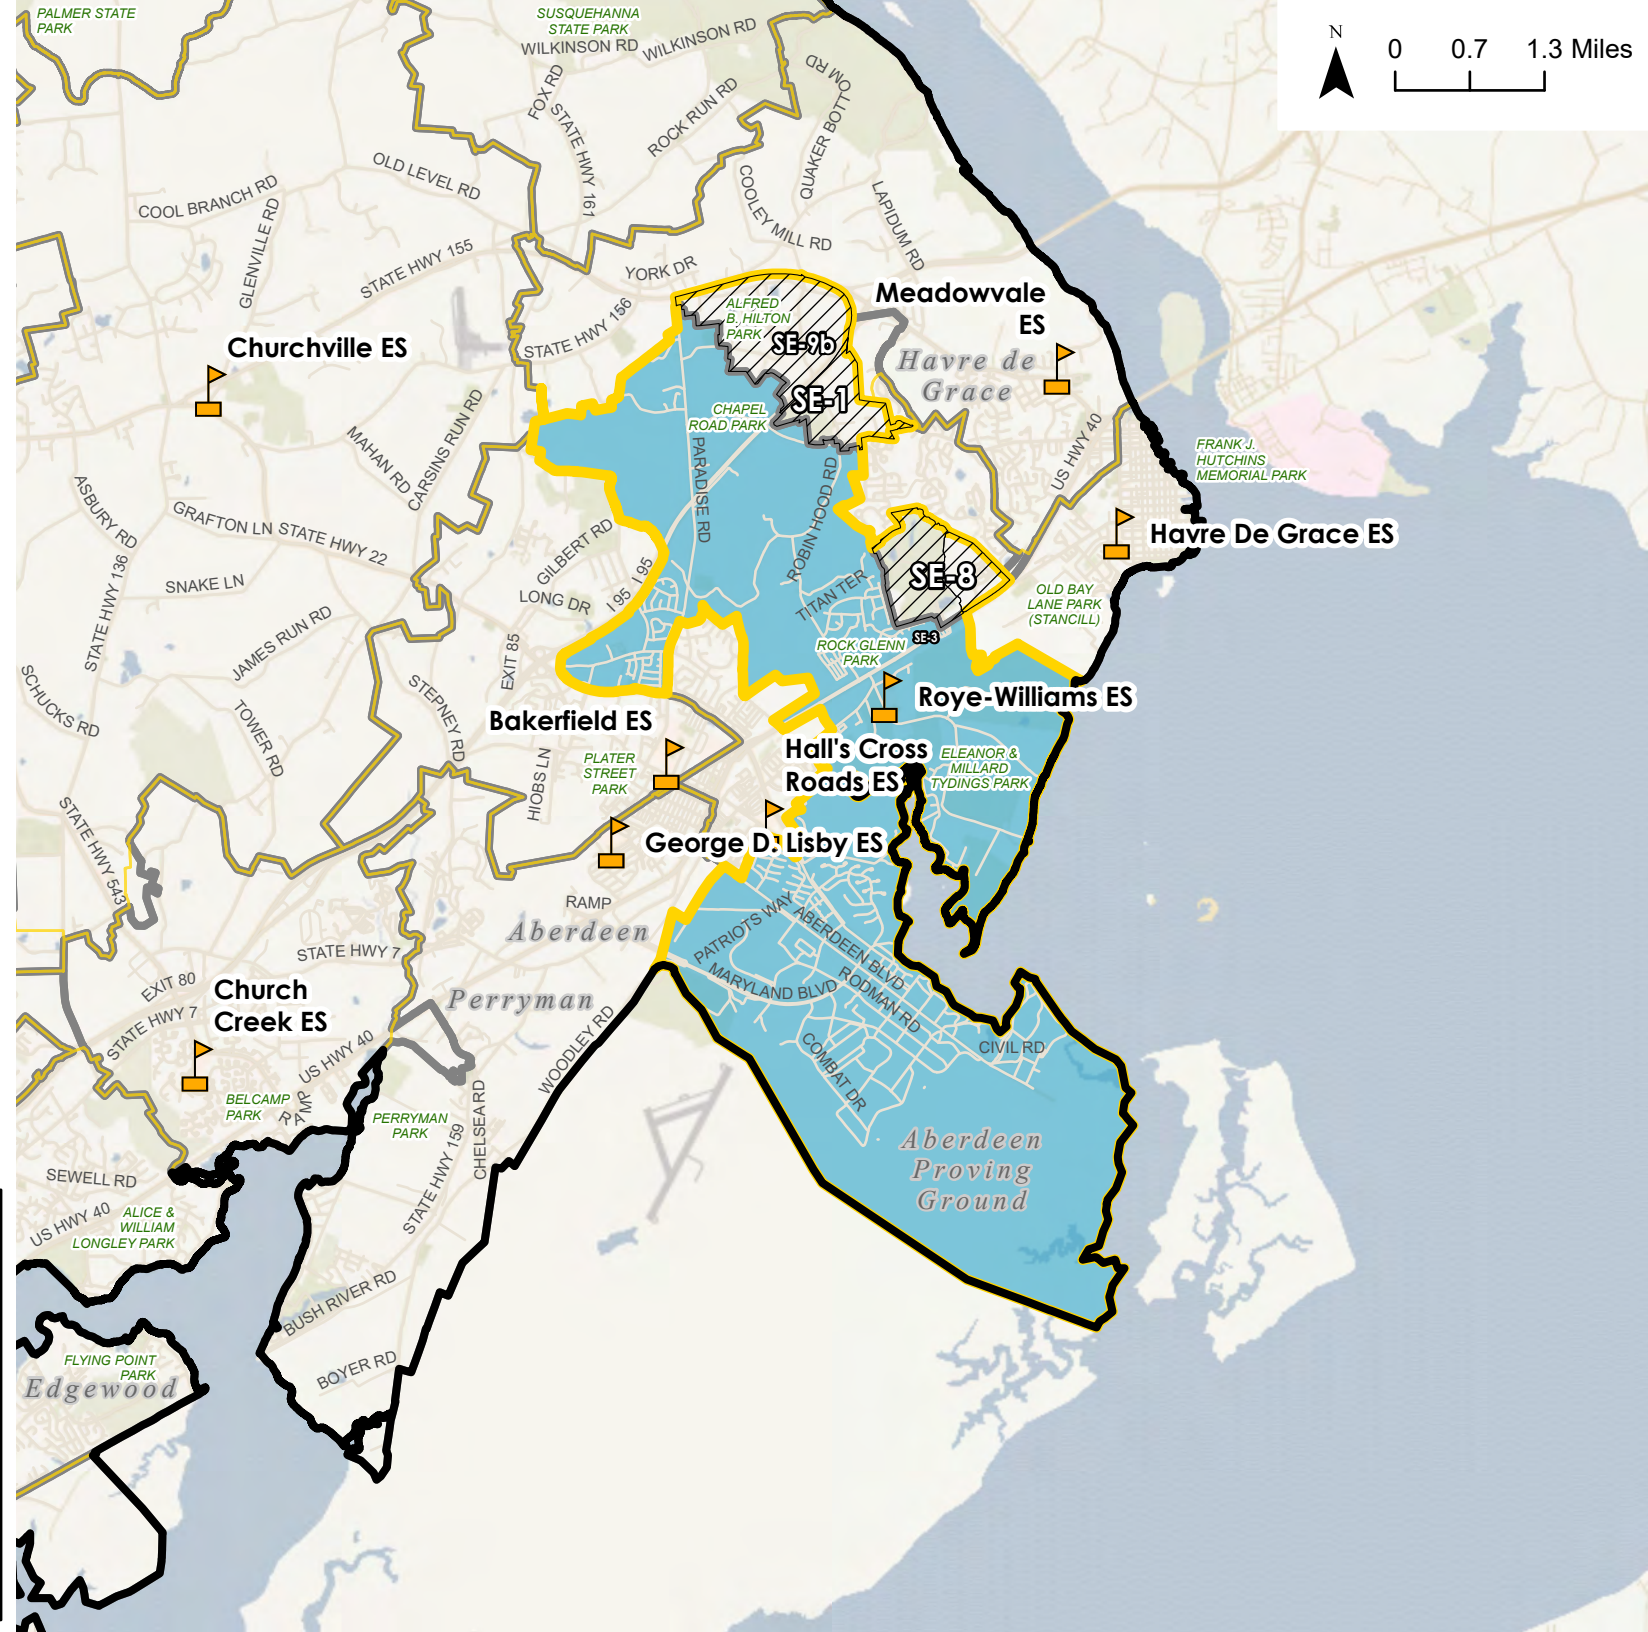 PALMER STATE
PARK
SUSQUEHANNA
STATE PARK
WILKINSON RD
WILKINSON RD
N
0 0.7 1.3 Miles
FOX RD
STATE HWY 161
ROCK RUN RD
QUAKER BOTTOM RD
OLD LEVEL RD
COOL BRANCH RD
GLENVILLE RD
COOLEY MILL RD
LAPIDUM RD
STATE HWY 155
YORK DR
STATE HWY 156
ALFRED
B. HILTON
PARK
SE-9b
SE-1
Meadowvale
ES
Havre de
Grace
Churchville ES
CHAPEL
ROAD PARK
MAHAN RD
CARSINS RUN RD
PARADISE RD
ROBIN HOOD RD
US HWY 40
FRANK J.
HUTCHINS
MEMORIAL PARK
ASBURY RD
GRAFTON LN STATE HWY 22
Havre De Grace ES
GILBERT RD
STATE HWY 136
SNAKE LN
LONG DR
I 95
I 95
TITAN TER
SE-8
SE-3
OLD BAY
LANE PARK
(STANCILL)
JAMES RUN RD
EXIT 85
ROCK GLENN
PARK
SCHUCKS RD
TOWER RD
STEPNEY RD
Roye-Williams ES
Bakerfield ES
HIOBBS LN
PLATER
STREET
PARK
Hall's Cross
Roads ES
ELEANOR &
MILLARD
TYDINGS PARK
STATE HWY 543
George D. Lisby ES
RAMP
Aberdeen
PATRIOTS WAY
ABERDEEN BLVD
MARYLAND BLVD
RODMAN RD
STATE HWY 7
EXIT 80
Church
Creek ES
Perryman
STATE HWY 7
US HWY 40
WOODLEY RD
COMBAT DR
CIVIL RD
BELCAMP
PARK
RAMP
PERRYMAN
PARK
CHELSEA RD
STATE HWY 159
Aberdeen
Proving
Ground
SEWELL RD
US HWY 40
ALICE &
WILLIAM
LONGLEY PARK
BUSH RIVER RD
BOYER RD
FLYING POINT
PARK
Edgewood